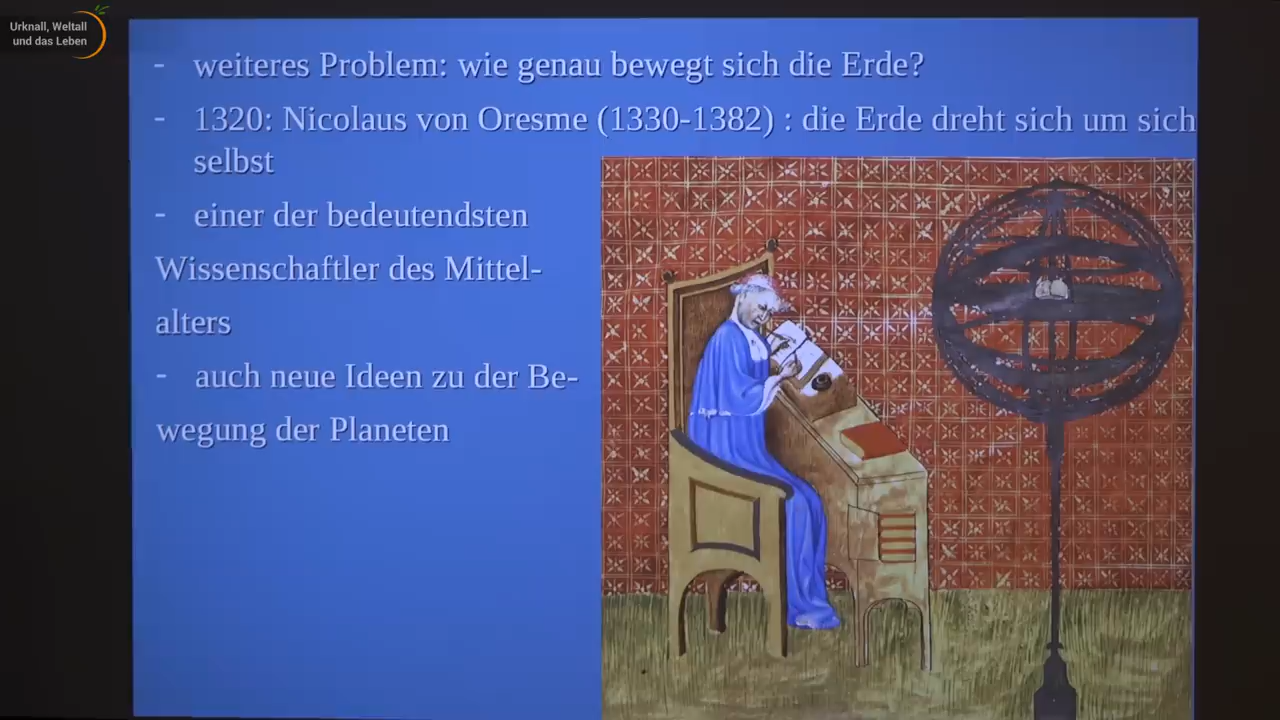 Urknall, Weltall
und das Leben
- weiteres Problem: wie genau bewegt sich die Erde?
- 1320: Nicolaus von Oresme (1330-1382) : die Erde dreht sich um sich
selbst
- einer der bedeutendsten
Wissenschaftler des Mittel-
alters
- auch neue Ideen zu der Be-
wegung der Planeten